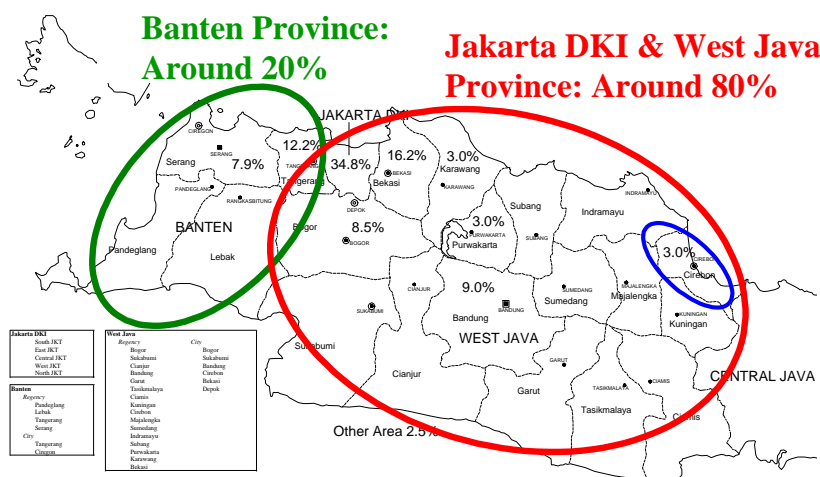 Banten Province:
Around 20%
Jakarta DKI & West Java
Province: Around 80%
JAKARTA DKI
CIREGON
SERANG
Serang
7.9%
12.2%
TANGERANG
Tangerang
34.8%
16.2%
BEKASI
Bekasi
3.0%
Karawang
KARAWANG
PANDEGLANG
RANGKASBITUNG
BANTEN
Pandeglang
Lebak
DEPOK
Bogor
8.5%
BOGOR
Subang
SUBANG
Indramayu
INDRAMAYU
3.0%
PURWAKARTA
Purwakarta
3.0%
CIREBON
Cirebon
CIANJUR
9.0%
Bandung
BANDUNG
SUMEDANG
Sumedang
MAJALENGKA
Majalengka
SUKABUMI
Sukabumi
WEST JAVA
KUNINGAN
Kuningan
Cianjur
GARUT
Garut
TASIKMALAYA
Tasikmalaya
CIAMIS
Ciamis
CENTRAL JAVA
Other Area 2.5%
Jakarta DKI
South JKT
East JKT
Central JKT
West JKT
North JKT
Banten
Regency
Pandeglang
Lebak
Tangerang
Serang
City
Tangerang
Ciregon
West Java
Regency City
Bogor Bogor
Sukabumi Sukabumi
Cianjur Bandung
Bandung Cirebon
Garut Bekasi
Tasikmalaya Depok
Ciamis
Kuningan
Cirebon
Majalengka
Sumedang
Indramayu
Subang
Purwakarta
Karawang
Bekasi